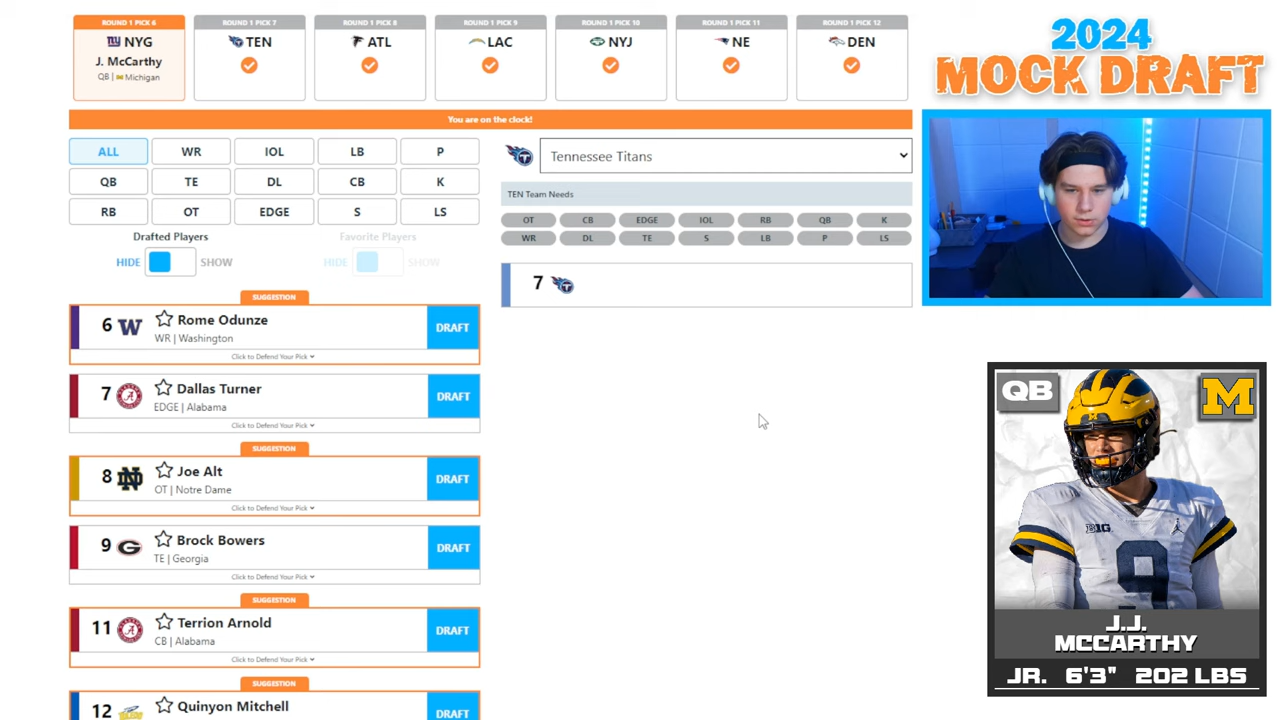 ROUND 1 PICK 6
NYG
J. McCarthy
QB | Michigan
ROUND 1 PICK 7
TEN
ROUND 1 PICK 8
ATL
ROUND 1 PICK 9
LAC
ROUND 1 PICK 10
NYJ
ROUND 1 PICK 11
NE
ROUND 1 PICK 12
DEN
2024
MOCK DRAFT
You are on the clock!
ALL WR IOL LB P
QB TE DL CB K
RB OT EDGE S LS
Drafted Players
HIDE SHOW
Favorite Players
HIDE SHOW
Tennessee Titans
TEN Team Needs
OT CB EDGE IOL RB QB K
WR DL TE S LB P LS
7
SUGGESTION
6 W Rome Odunze
WR | Washington
DRAFT
Click to Defend Your Pick
7 Dallas Turner
EDGE | Alabama
DRAFT
Click to Defend Your Pick
SUGGESTION
8 Joe Alt
OT | Notre Dame
DRAFT
Click to Defend Your Pick
9 G Brock Bowers
TE | Georgia
DRAFT
Click to Defend Your Pick
SUGGESTION
11 Terrion Arnold
CB | Alabama
DRAFT
Click to Defend Your Pick
SUGGESTION
12 Quinyon Mitchell
DRAFT
QB
M
B1G
9
J.J.
MCCARTHY
JR. 6'3" 202 LBS